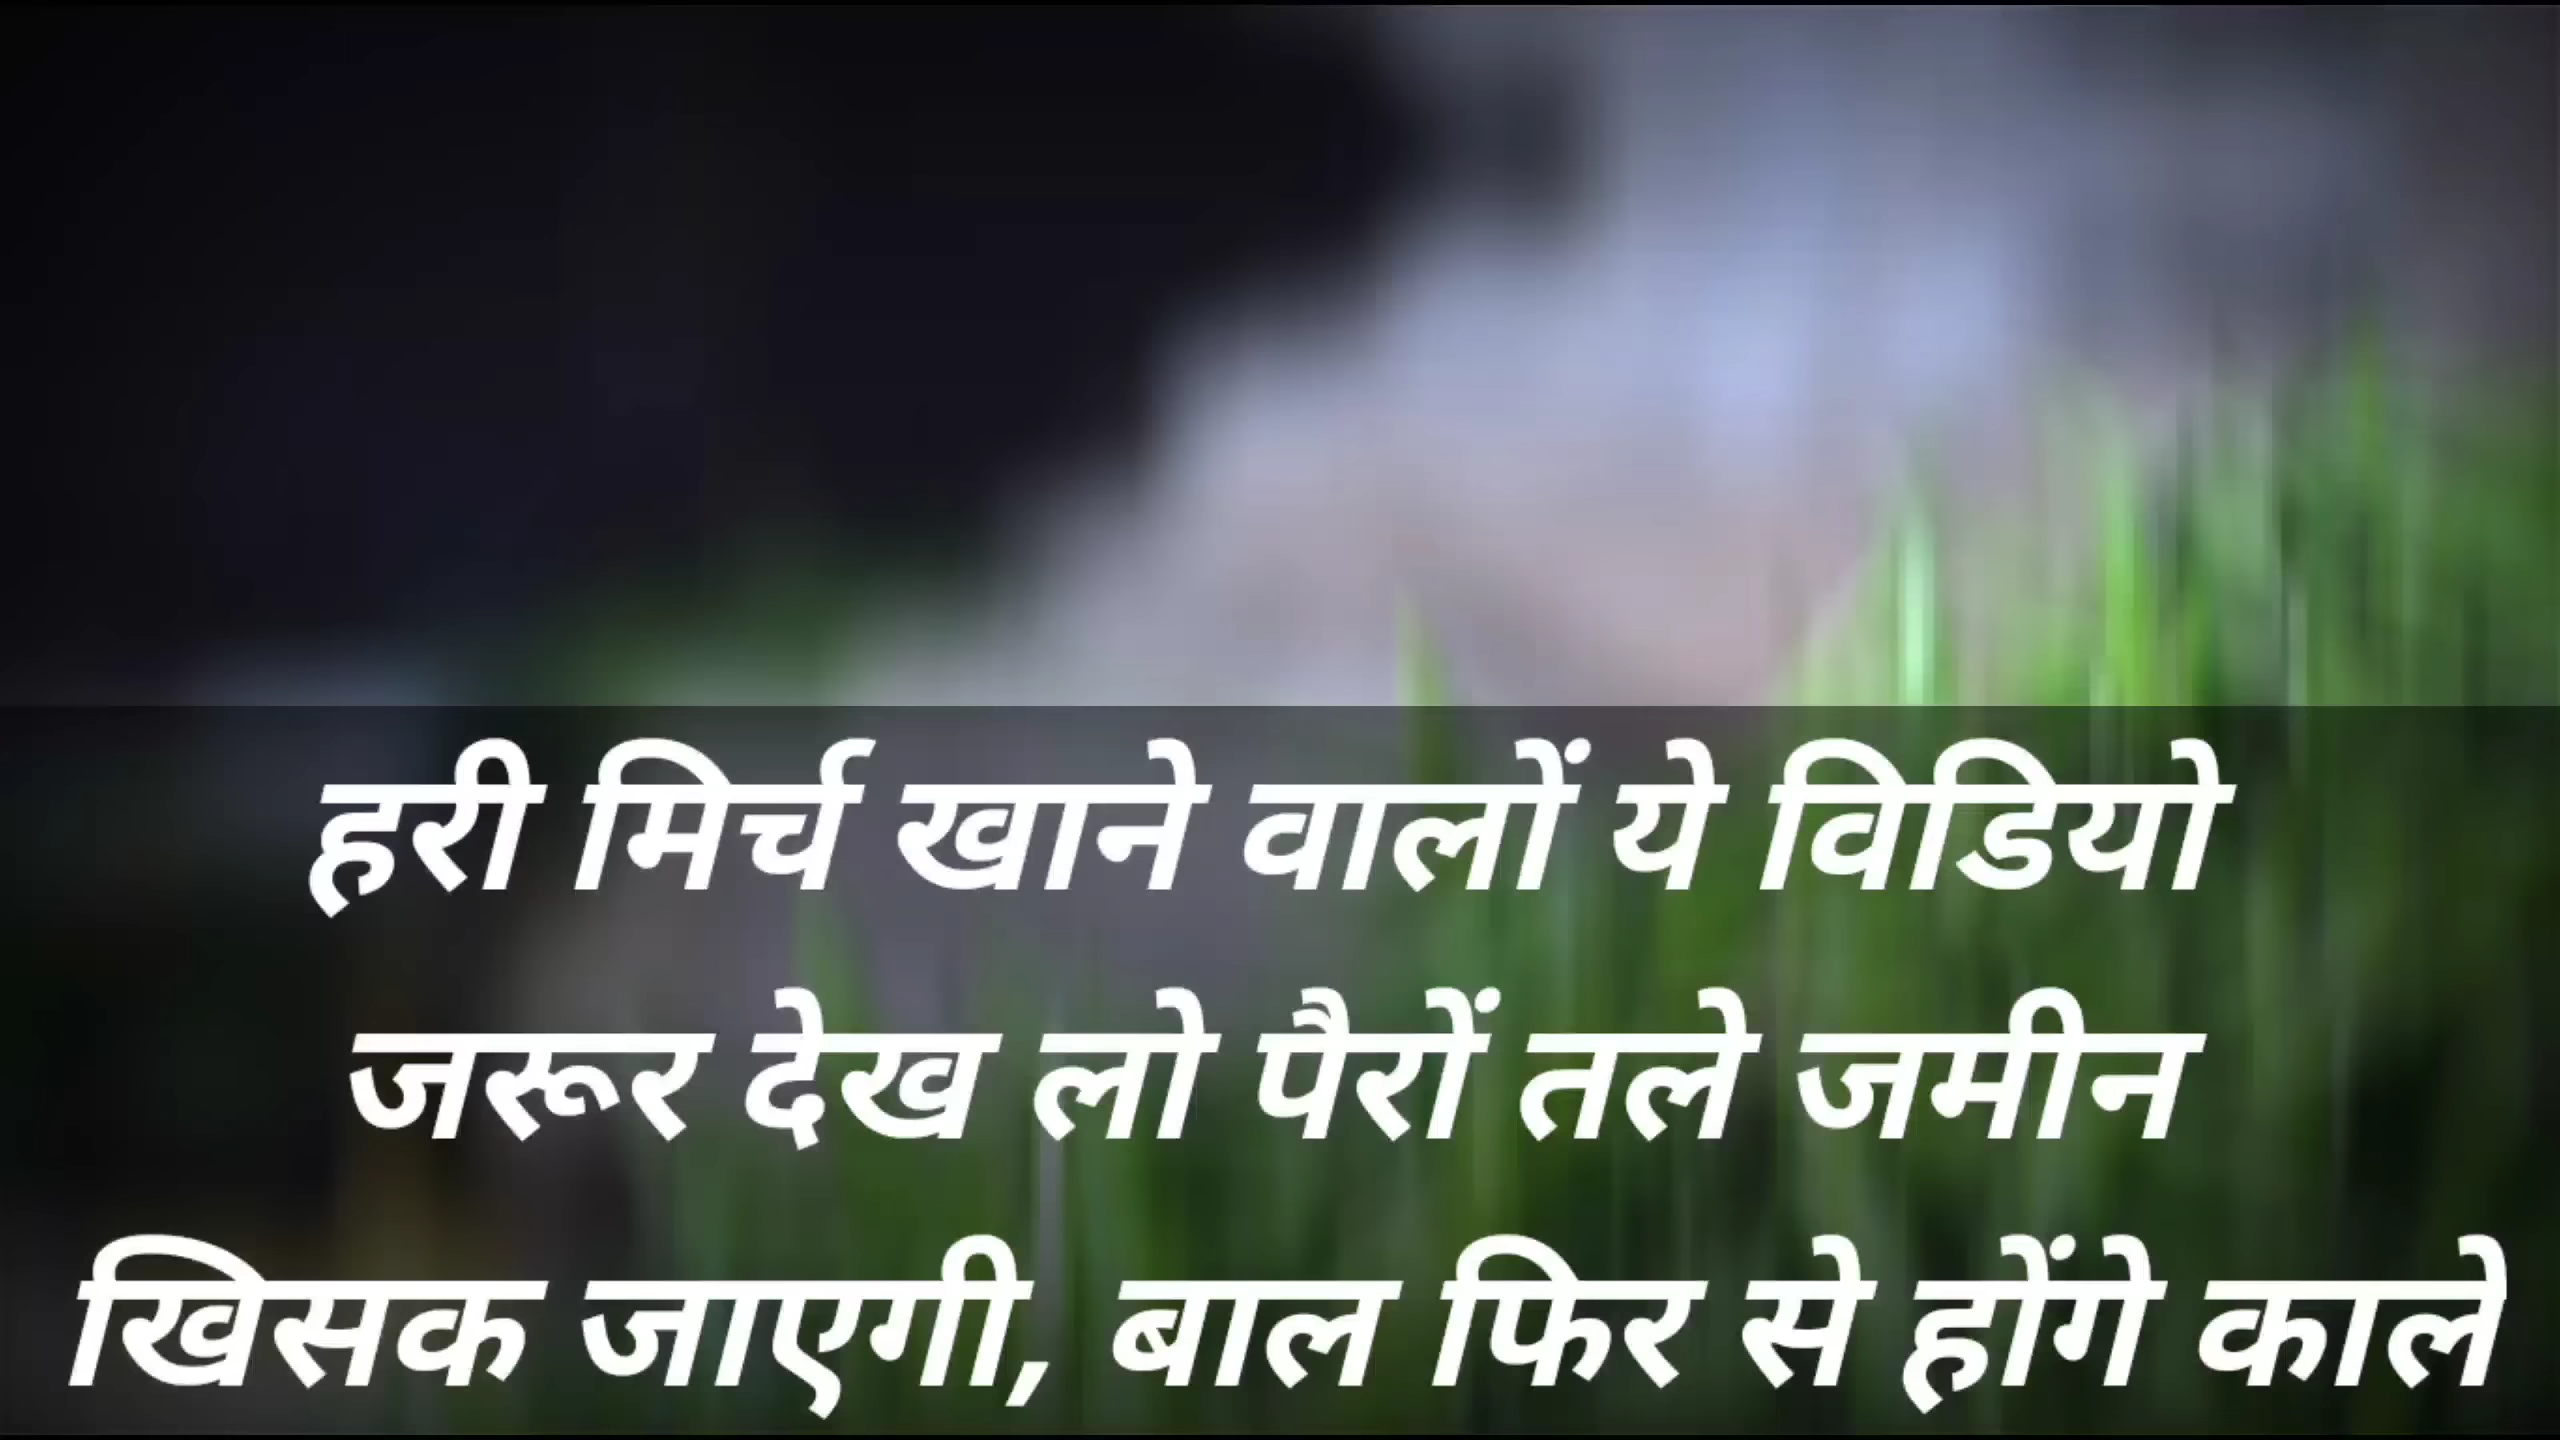 हरी मिर्च खाने वालों ये विडियो
जरूर देख लो पैरों तले जमीन
खिसक जाएगी, बाल फिर से होंगे काले